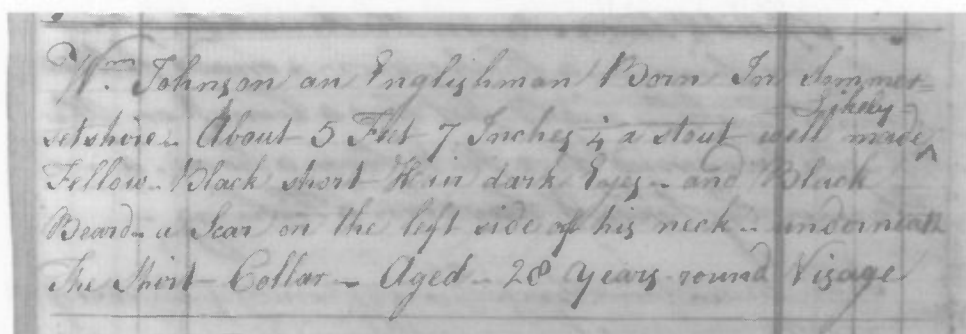 Wm Johnson an Englishman Born In Sommer=
Likely
setshire - About 5 Feet 7 Inches a stout well made
Fellow - Black short Hair dark Eyes - and Black
Beard - a Scar on the left side of his neck - underneath
The Shirt Collar - Aged - 28 Years round Visage